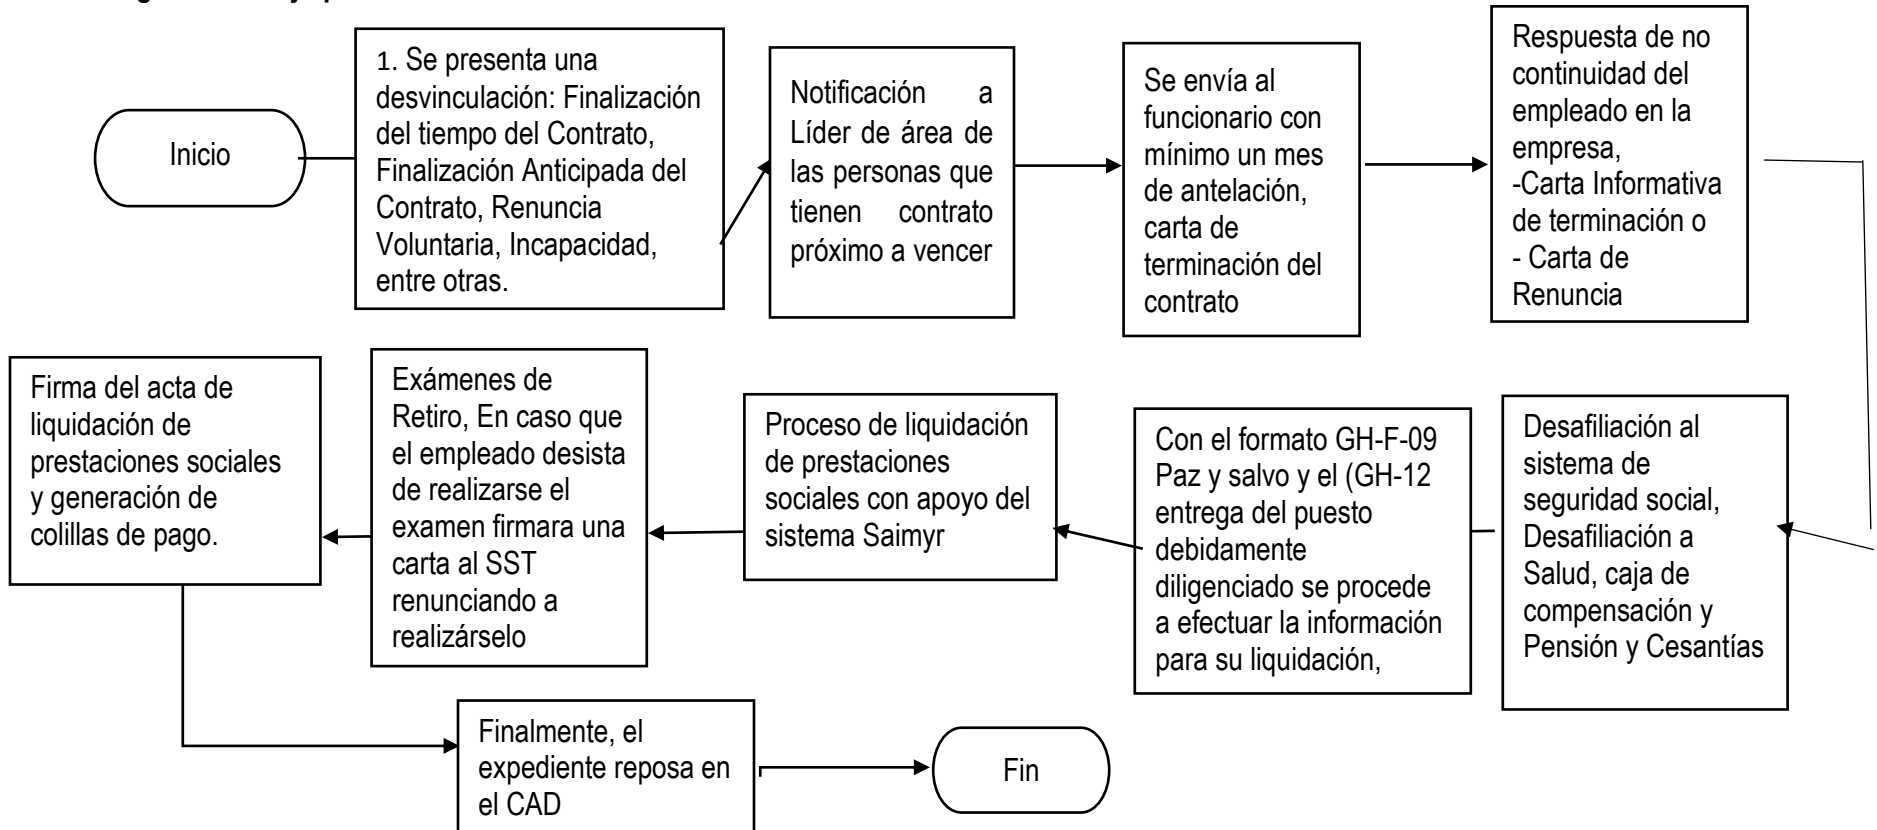 Inicio
1. Se presenta una
desvinculación: Finalización
del tiempo del Contrato,
Finalización Anticipada del
Contrato, Renuncia
Voluntaria, Incapacidad,
entre otras.
Notificación a
Líder de área de
las personas que
tienen contrato
próximo a vencer
Se envía al
funcionario con
mínimo un mes
de antelación,
carta de
terminación del
contrato
Respuesta de no
continuidad del
empleado en la
empresa,
-Carta Informativa
de terminación o
- Carta de
Renuncia
Desafiliación al
sistema de
seguridad social,
Desafiliación a
Salud, caja de
compensación y
Pensión y Cesantías
Con el formato GH-F-09
Paz y salvo y el (GH-12
entrega del puesto
debidamente
diligenciado se procede
a efectuar la información
para su liquidación,
Proceso de liquidación
de prestaciones
sociales con apoyo del
sistema Saimyr
Exámenes de
Retiro, En caso que
el empleado desista
de realizarse el
examen firmara una
carta al SST
renunciando a
realizárselo
Firma del acta de
liquidación de
prestaciones sociales
y generación de
colillas de pago.
Finalmente, el
expediente reposa en
el CAD
Fin